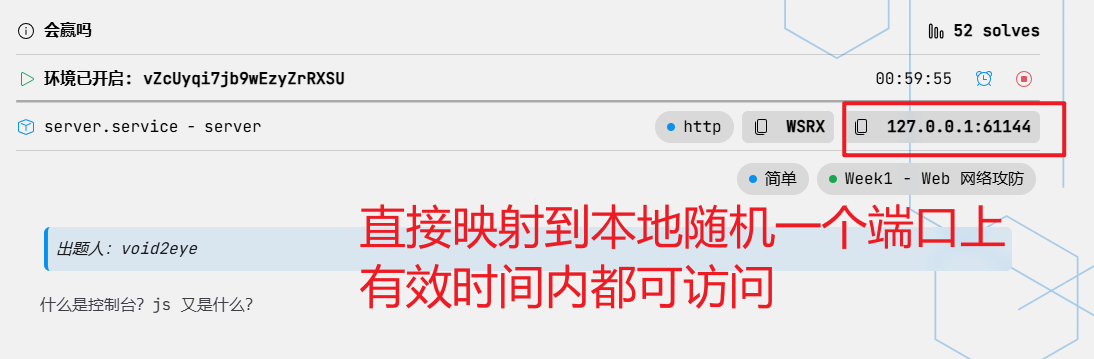 会赢吗
52 solves
环境已开启: vZcUyqi7jb9wEzyZrRXSU
00:59:55
server.service - server
http
WSRX
127.0.0.1:61144
简单
Week1 - Web 网络攻防
直接映射到本地随机一个端口上
出题人: void2eye
有效时间内都可访问
什么是控制台? js 又是什么?